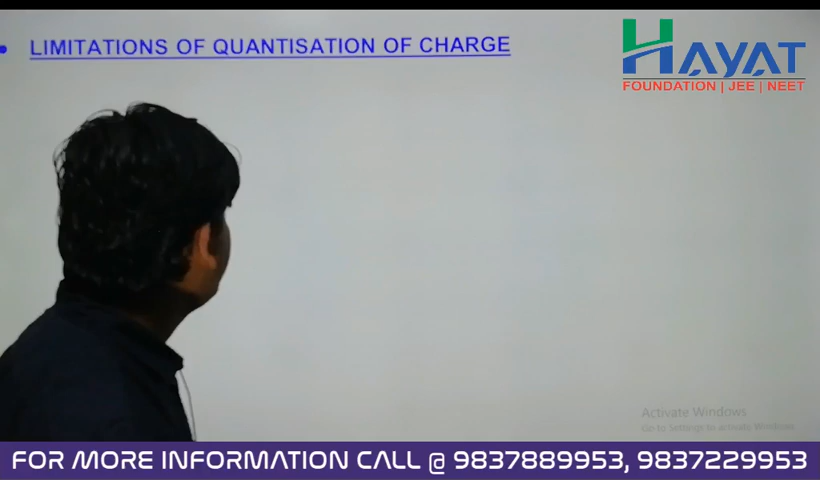 LIMITATIONS OF QUANTISATION OF CHARGE
HAYAT
FOUNDATION | JEE | NEET
Activate Windows
Go to Settings to activate Windows.
FOR MORE INFORMATION CALL @ 9837889953, 9837229953